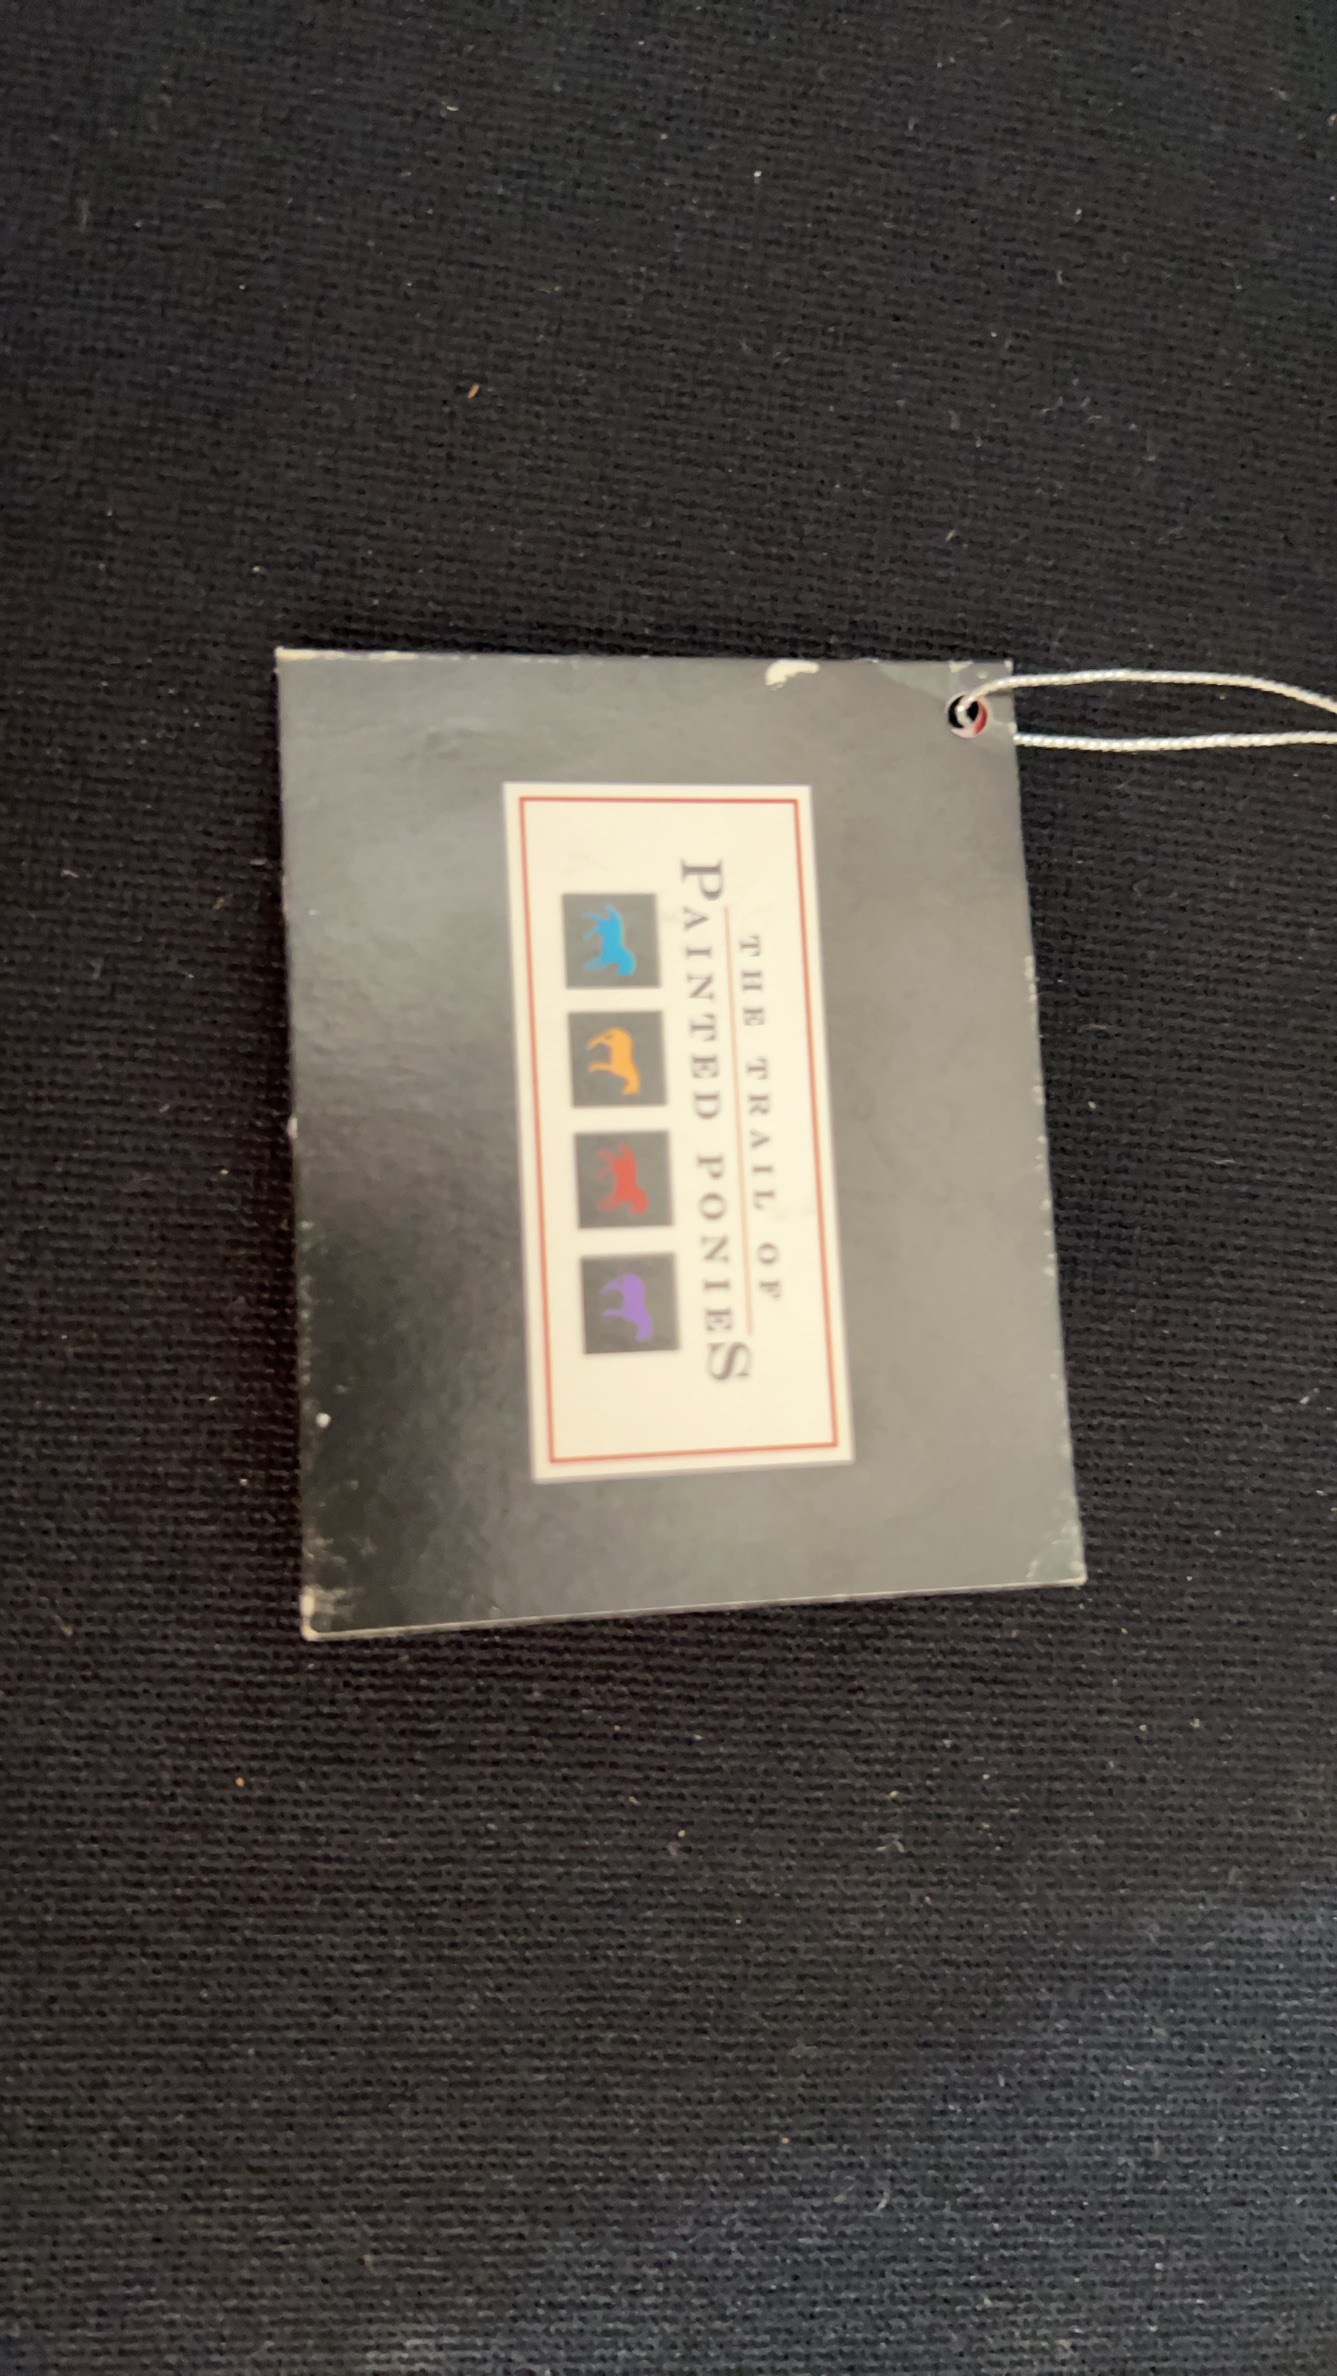 THE TRAIL OF
PAINTED PONIES